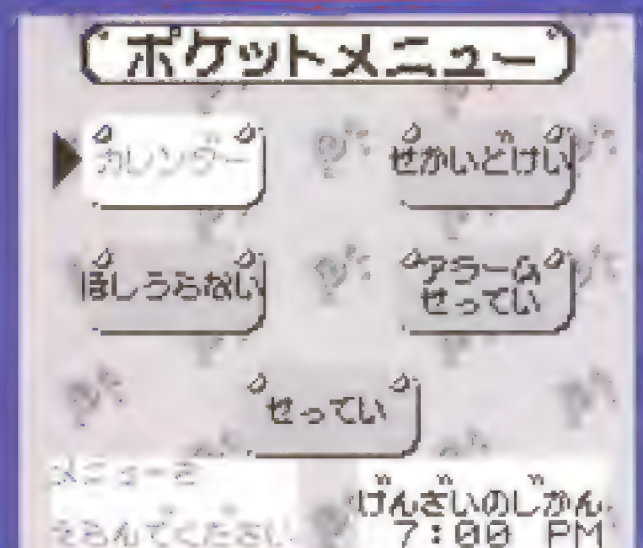 ポケットメニュー
カレンダー
せかいどけい
ほしうらない
アラーム
せってい
せってい
メニューを
えらんでください
げんざいのしかん
7:00 PM